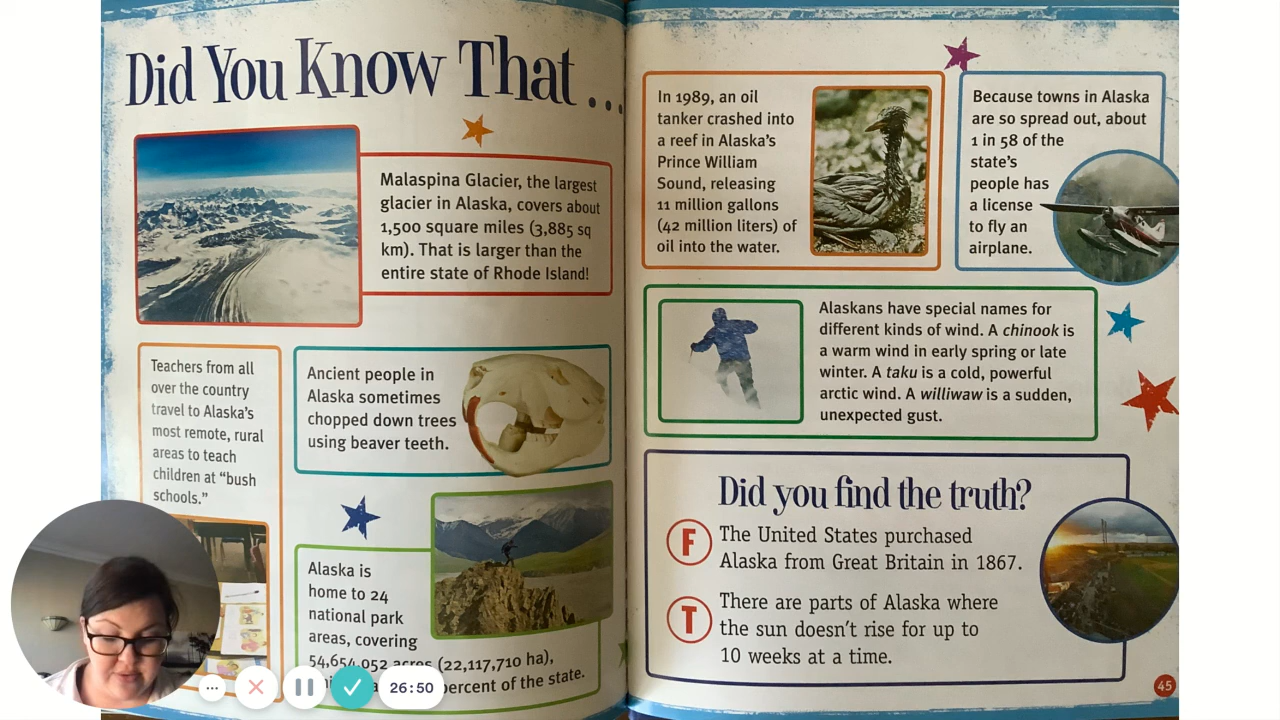 Did You Know That ...
Malaspina Glacier, the largest
glacier in Alaska, covers about
1,500 square miles (3,885 sq
km). That is larger than the
entire state of Rhode Island!
Teachers from all
over the country
travel to Alaska's
most remote, rural
areas to teach
children at “bush
schools.”
Ancient people in
Alaska sometimes
chopped down trees
using beaver teeth.
Alaska is
home to 24
national park
areas, covering
54,654,052 acres (22,117,710 ha),
percent of the state.
In 1989, an oil
tanker crashed into
a reef in Alaska's
Prince William
Sound, releasing
11 million gallons
(42 million liters) of
oil into the water.
Because towns in Alaska
are so spread out, about
1 in 58 of the
state's
people has
a license
to fly an
airplane.
Alaskans have special names for
different kinds of wind. A chinook is
a warm wind in early spring or late
winter. A taku is a cold, powerful
arctic wind. A williwaw is a sudden,
unexpected gust.
Did you find the truth?
F The United States purchased
Alaska from Great Britain in 1867.
T There are parts of Alaska where
the sun doesn't rise for up to
10 weeks at a time.
45
26:50